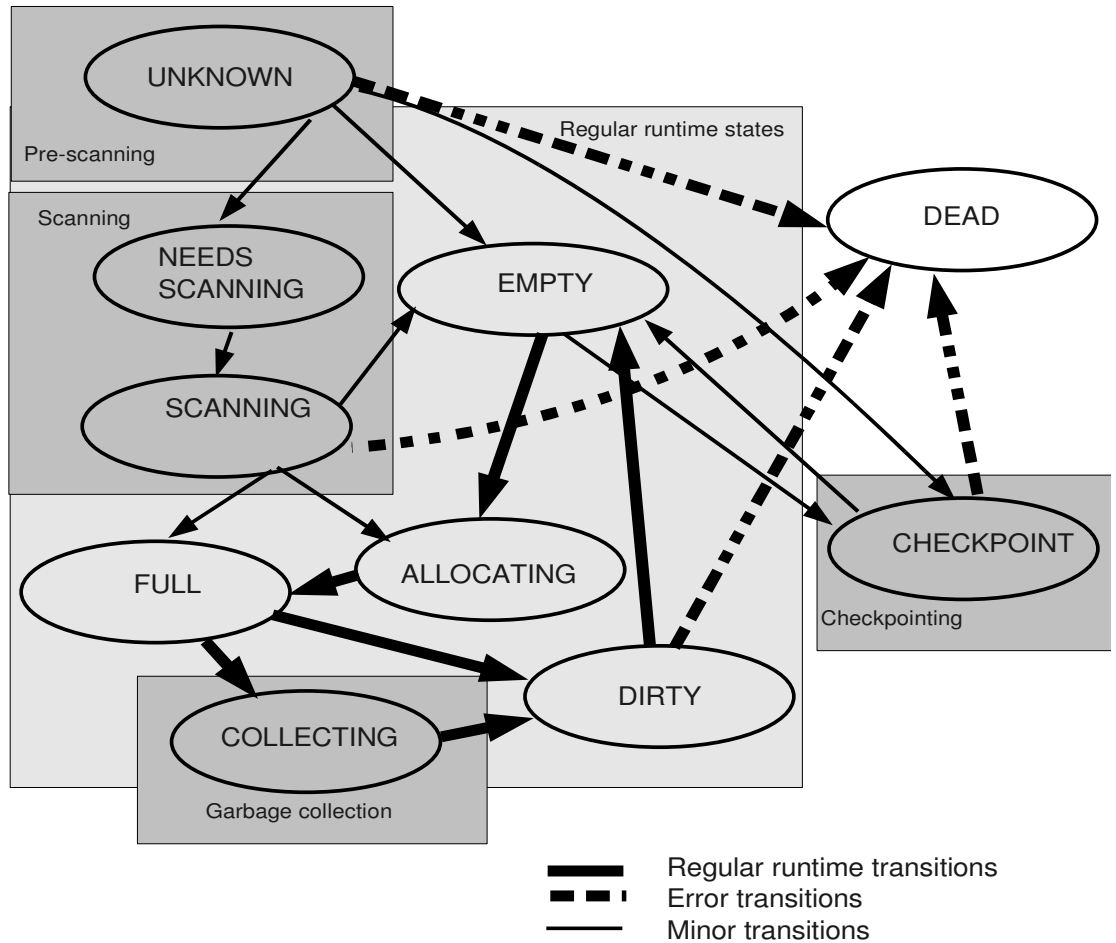 UNKNOWN
Pre-scanning
Regular runtime states
Scanning
DEAD
NEEDS
SCANNING
EMPTY
SCANNING
CHECKPOINT
FULL
ALLOCATING
Checkpointing
DIRTY
COLLECTING
Garbage collection
Regular runtime transitions
Error transitions
Minor transitions